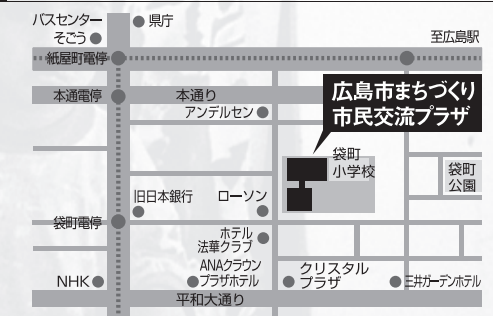 バスセンター
そごう
県庁
至広島駅
紙屋町電停
本通電停
本通り
アンデルセン
広島市まちづくり
市民交流プラザ
袋町
小学校
袋町
公園
旧日本銀行
ローソン
袋町電停
ホテル
法華クラブ
ANAクラウン
プラザホテル
クリスタル
プラザ
NHK
三井ガーデンホテル
平和大通り